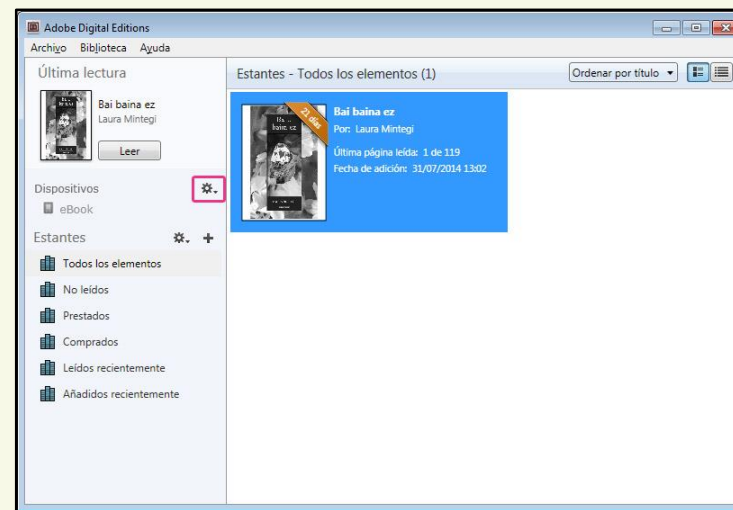 Adobe Digital Editions
Archivo Biblioteca Ayuda
Última lectura
Bai baina ez
Laura Mintegi
Leer
Dispositivos
eBook
Estantes
Todos los elementos
No leídos
Prestados
Comprados
Leídos recientemente
Añadidos recientemente
Estantes - Todos los elementos (1)
Ordenar por título
21 días
Bai baina ez
Por: Laura Mintegi
Última página leída: 1 de 119
Fecha de adición: 31/07/2014 13:02